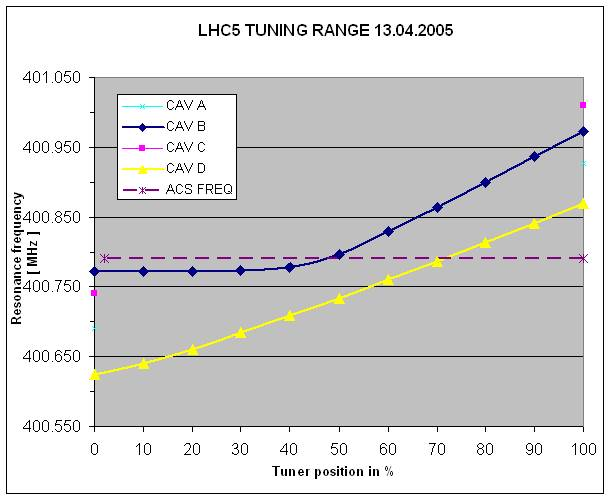 LHC5 TUNING RANGE 13.04.2005
401.050
400.950
400.850
400.750
400.650
400.550
Resonance frequency
[ MHz ]
CAV A
CAV B
CAV C
CAV D
ACS FREQ
0 10 20 30 40 50 60 70 80 90 100
Tuner position in %